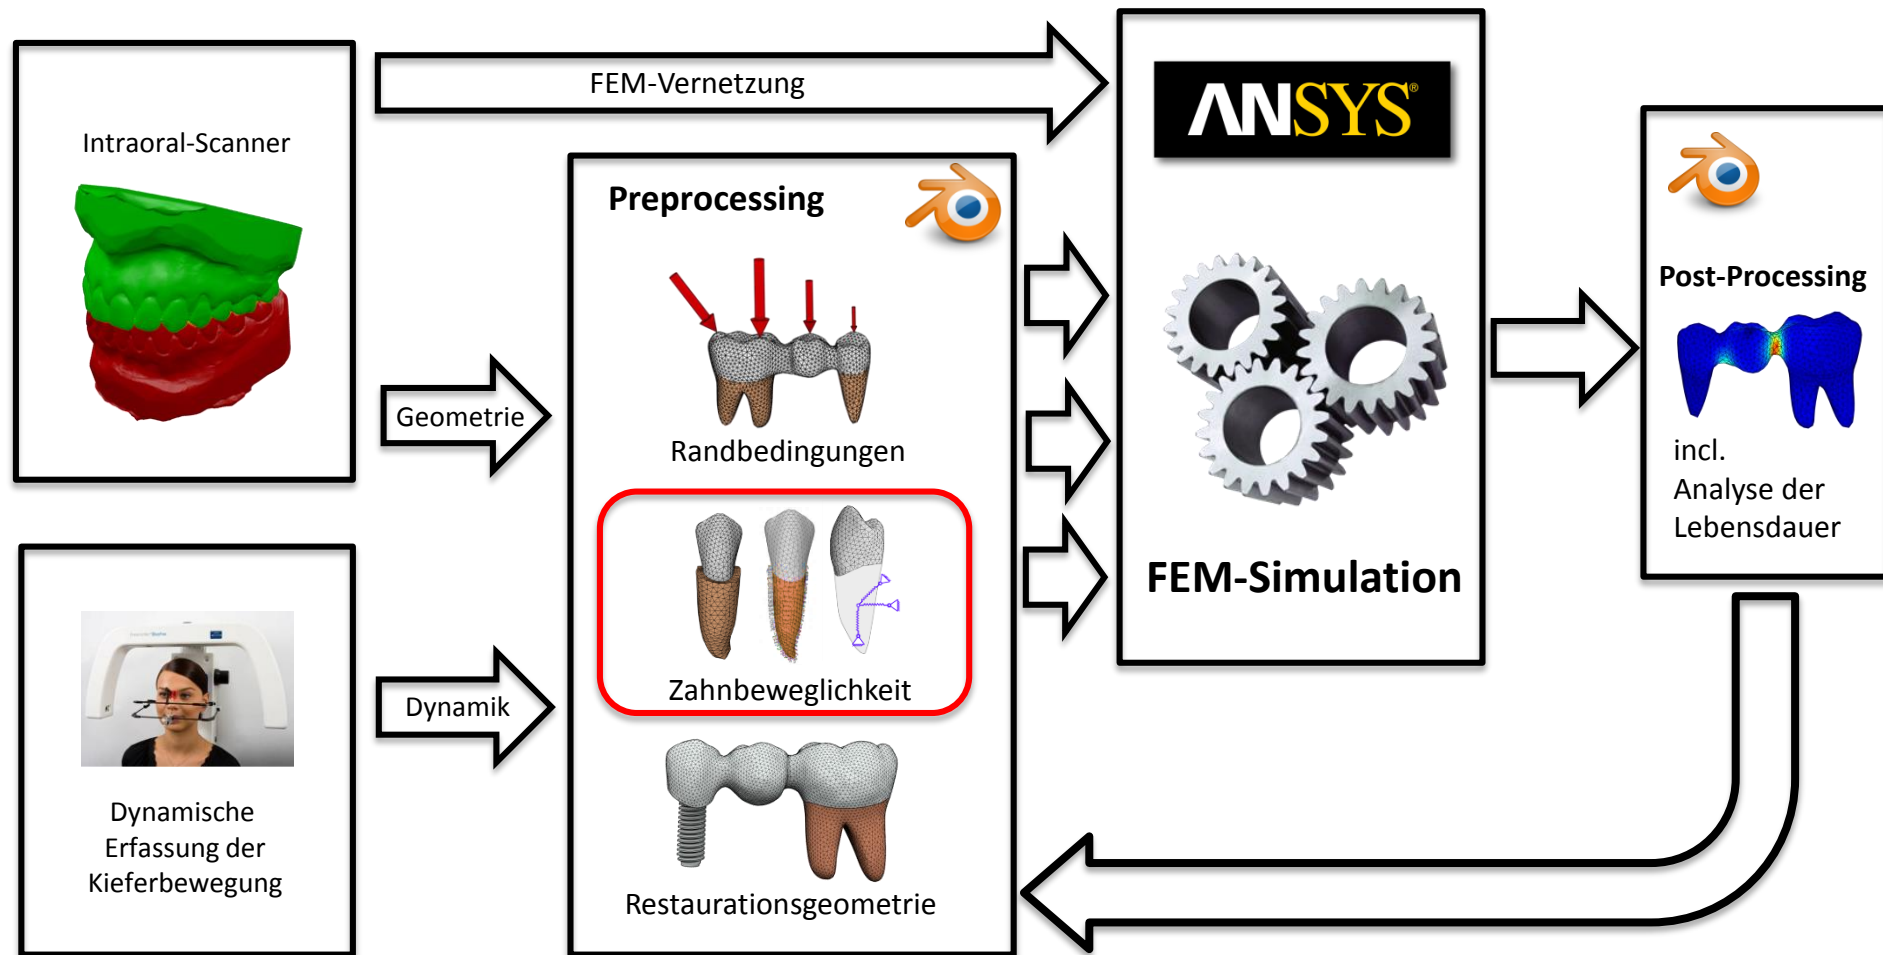 Intraoral-Scanner
FEM-Vernetzung
Geometrie
Dynamische
Erfassung der
Kieferbewegung
Dynamik
Preprocessing
Randbedingungen
Zahnbeweglichkeit
Restaurationsgeometrie
ANSYS®
FEM-Simulation
Post-Processing
incl.
Analyse der
Lebensdauer